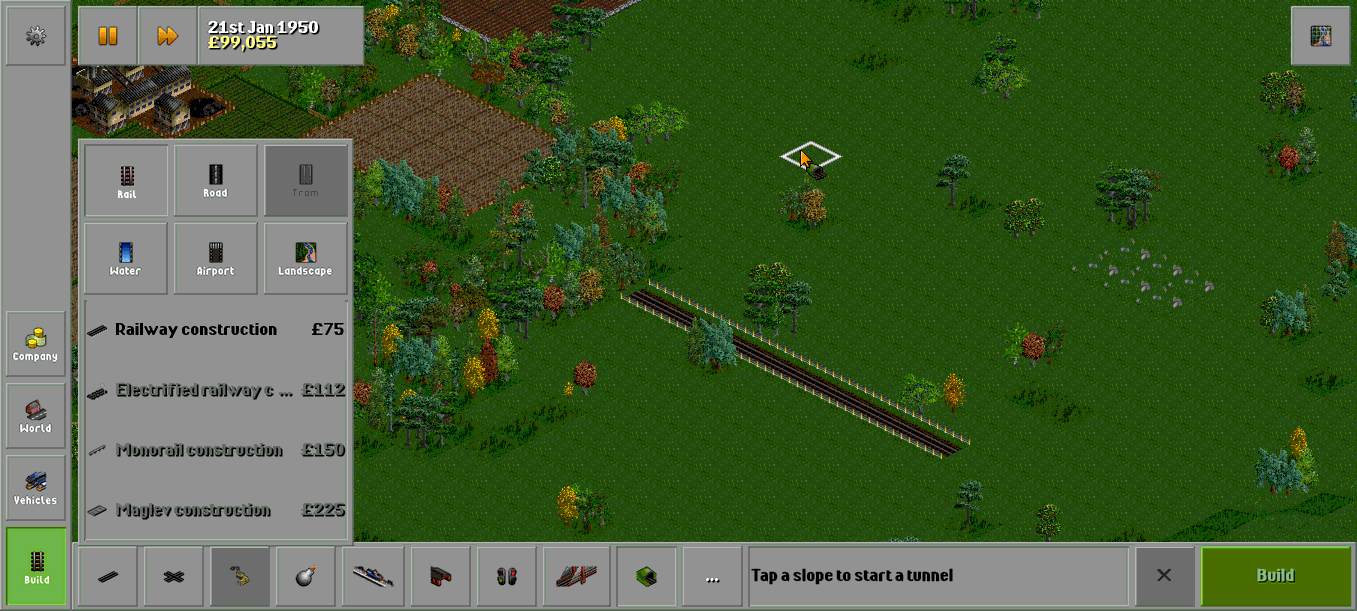 21st Jan 1950
£99,055
Rail
Road
Tram
Water
Airport
Landscape
Railway construction £75
Electrified railway c ... £112
Monorail construction £150
Maglev construction £225
Company
World
Vehicles
Build
...
Tap a slope to start a tunnel
Build